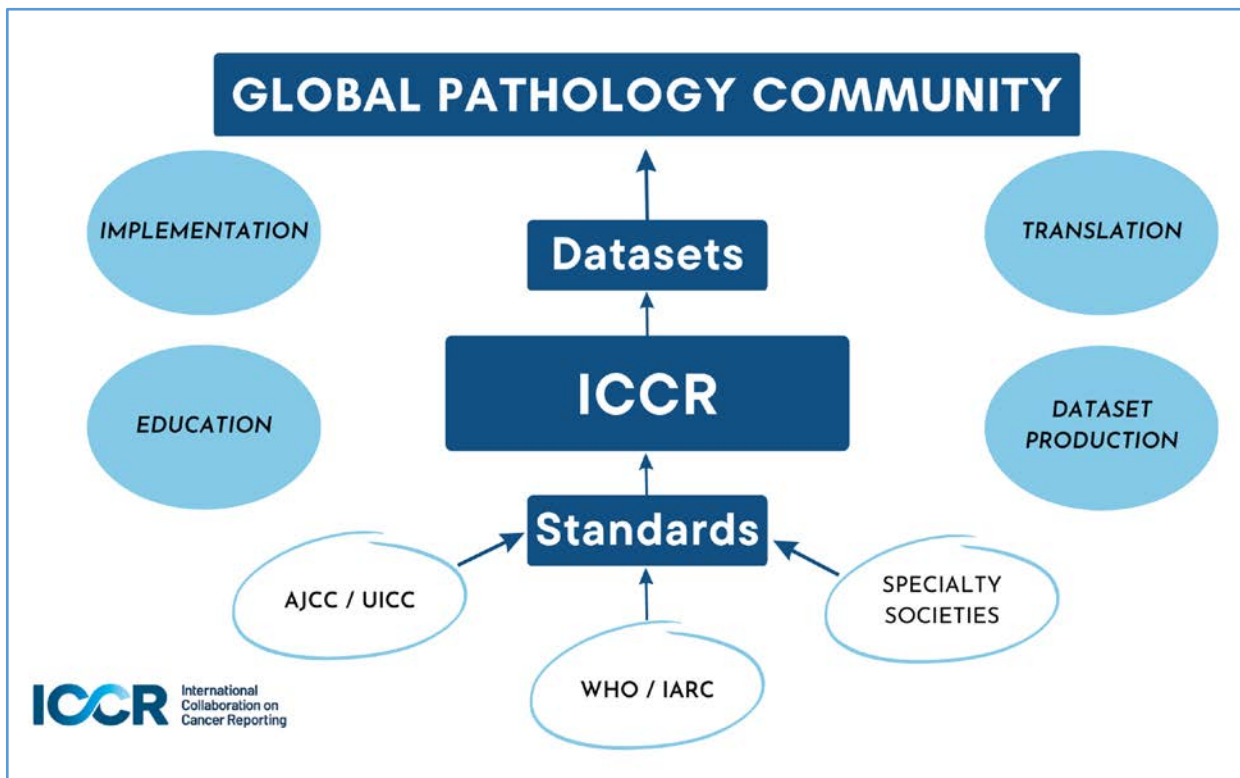 GLOBAL PATHOLOGY COMMUNITY
IMPLEMENTATION
TRANSLATION
Datasets
ICCR
EDUCATION
DATASET
PRODUCTION
Standards
AJCC / UICC
SPECIALTY
SOCIETIES
WHO / IARC
ICCR
International
Collaboration on
Cancer Reporting